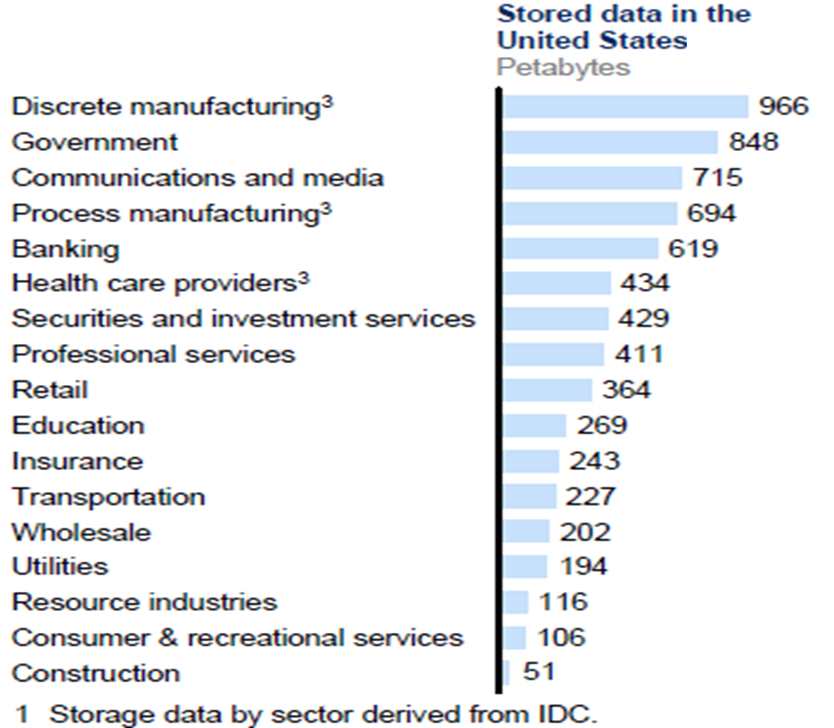 Stored data in the
United States
Petabytes
Discrete manufacturing³ 966
Government 848
Communications and media 715
Process manufacturing³ 694
Banking 619
Health care providers³ 434
Securities and investment services 429
Professional services 411
Retail 364
Education 269
Insurance 243
Transportation 227
Wholesale 202
Utilities 194
Resource industries 116
Consumer & recreational services 106
Construction 51
1 Storage data by sector derived from IDC.